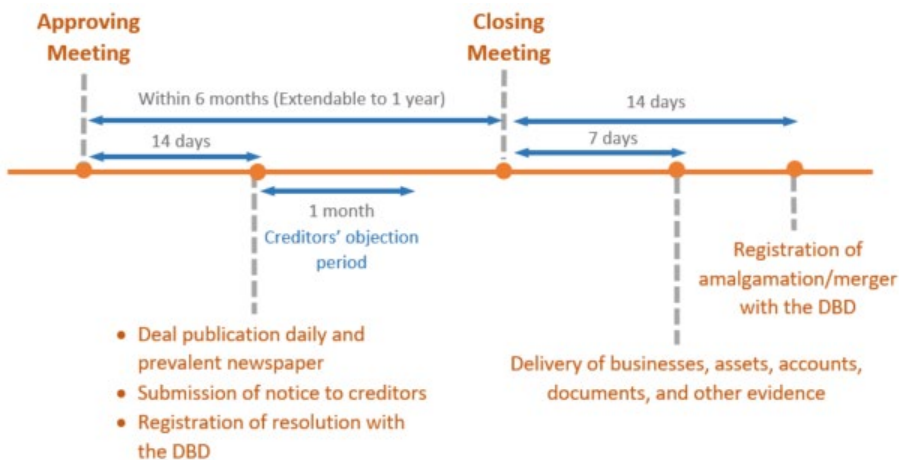 Approving
Meeting
Closing
Meeting
Within 6 months (Extendable to 1 year)
14 days
14 days
7 days
1 month
Creditors’ objection
period
Registration of
amalgamation/merger
with the DBD
• Deal publication daily and
prevalent newspaper
• Submission of notice to creditors
• Registration of resolution with
the DBD
Delivery of businesses, assets, accounts,
documents, and other evidence